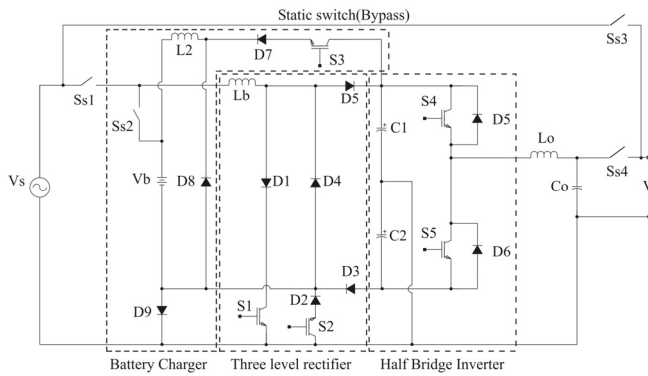 Static switch(Bypass)
Ss3
L2
D7
S3
Ss1
Lb
D5
S4
D5
C1
Ss2
Lo
Ss4
Vs
Vb
D8
D1
D4
Co
V
C2
S5
D6
D3
D9
S1
D2
S2
Battery Charger
Three level rectifier
Half Bridge Inverter